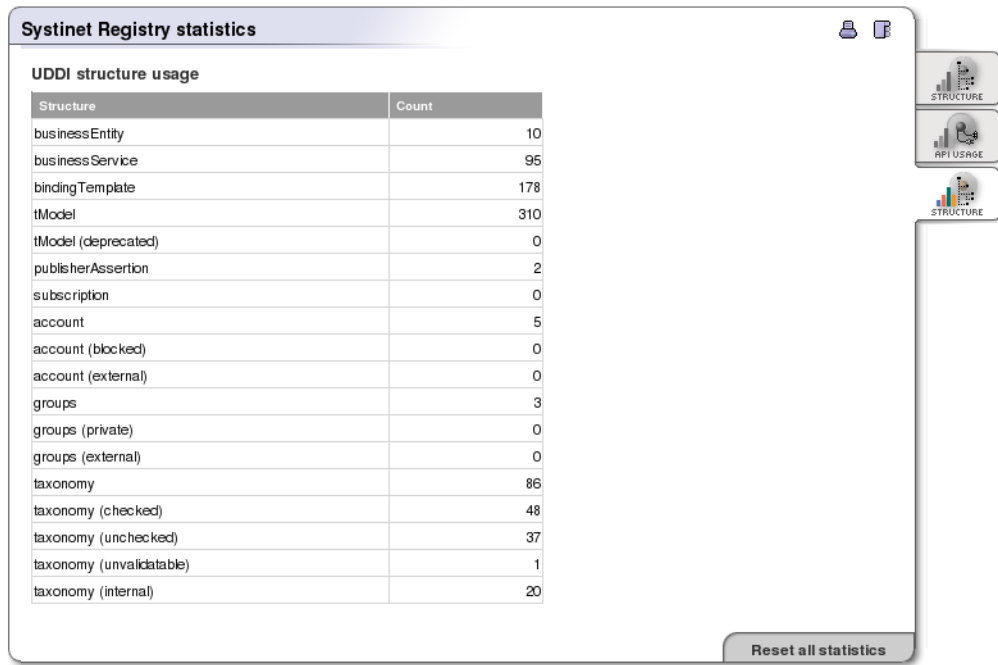 Systinet Registry statistics
UDDI structure usage
Structure Count
businessEntity 10
businessService 95
bindingTemplate 178
tModel 310
tModel (deprecated) 0
publisherAssertion 2
subscription 0
account 5
account (blocked) 0
account (external) 0
groups 3
groups (private) 0
groups (external) 0
taxonomy 86
taxonomy (checked) 48
taxonomy (unchecked) 37
taxonomy (unvalidatable) 1
taxonomy (internal) 20
Reset all statistics
STRUCTURE
API USAGE
STRUCTURE